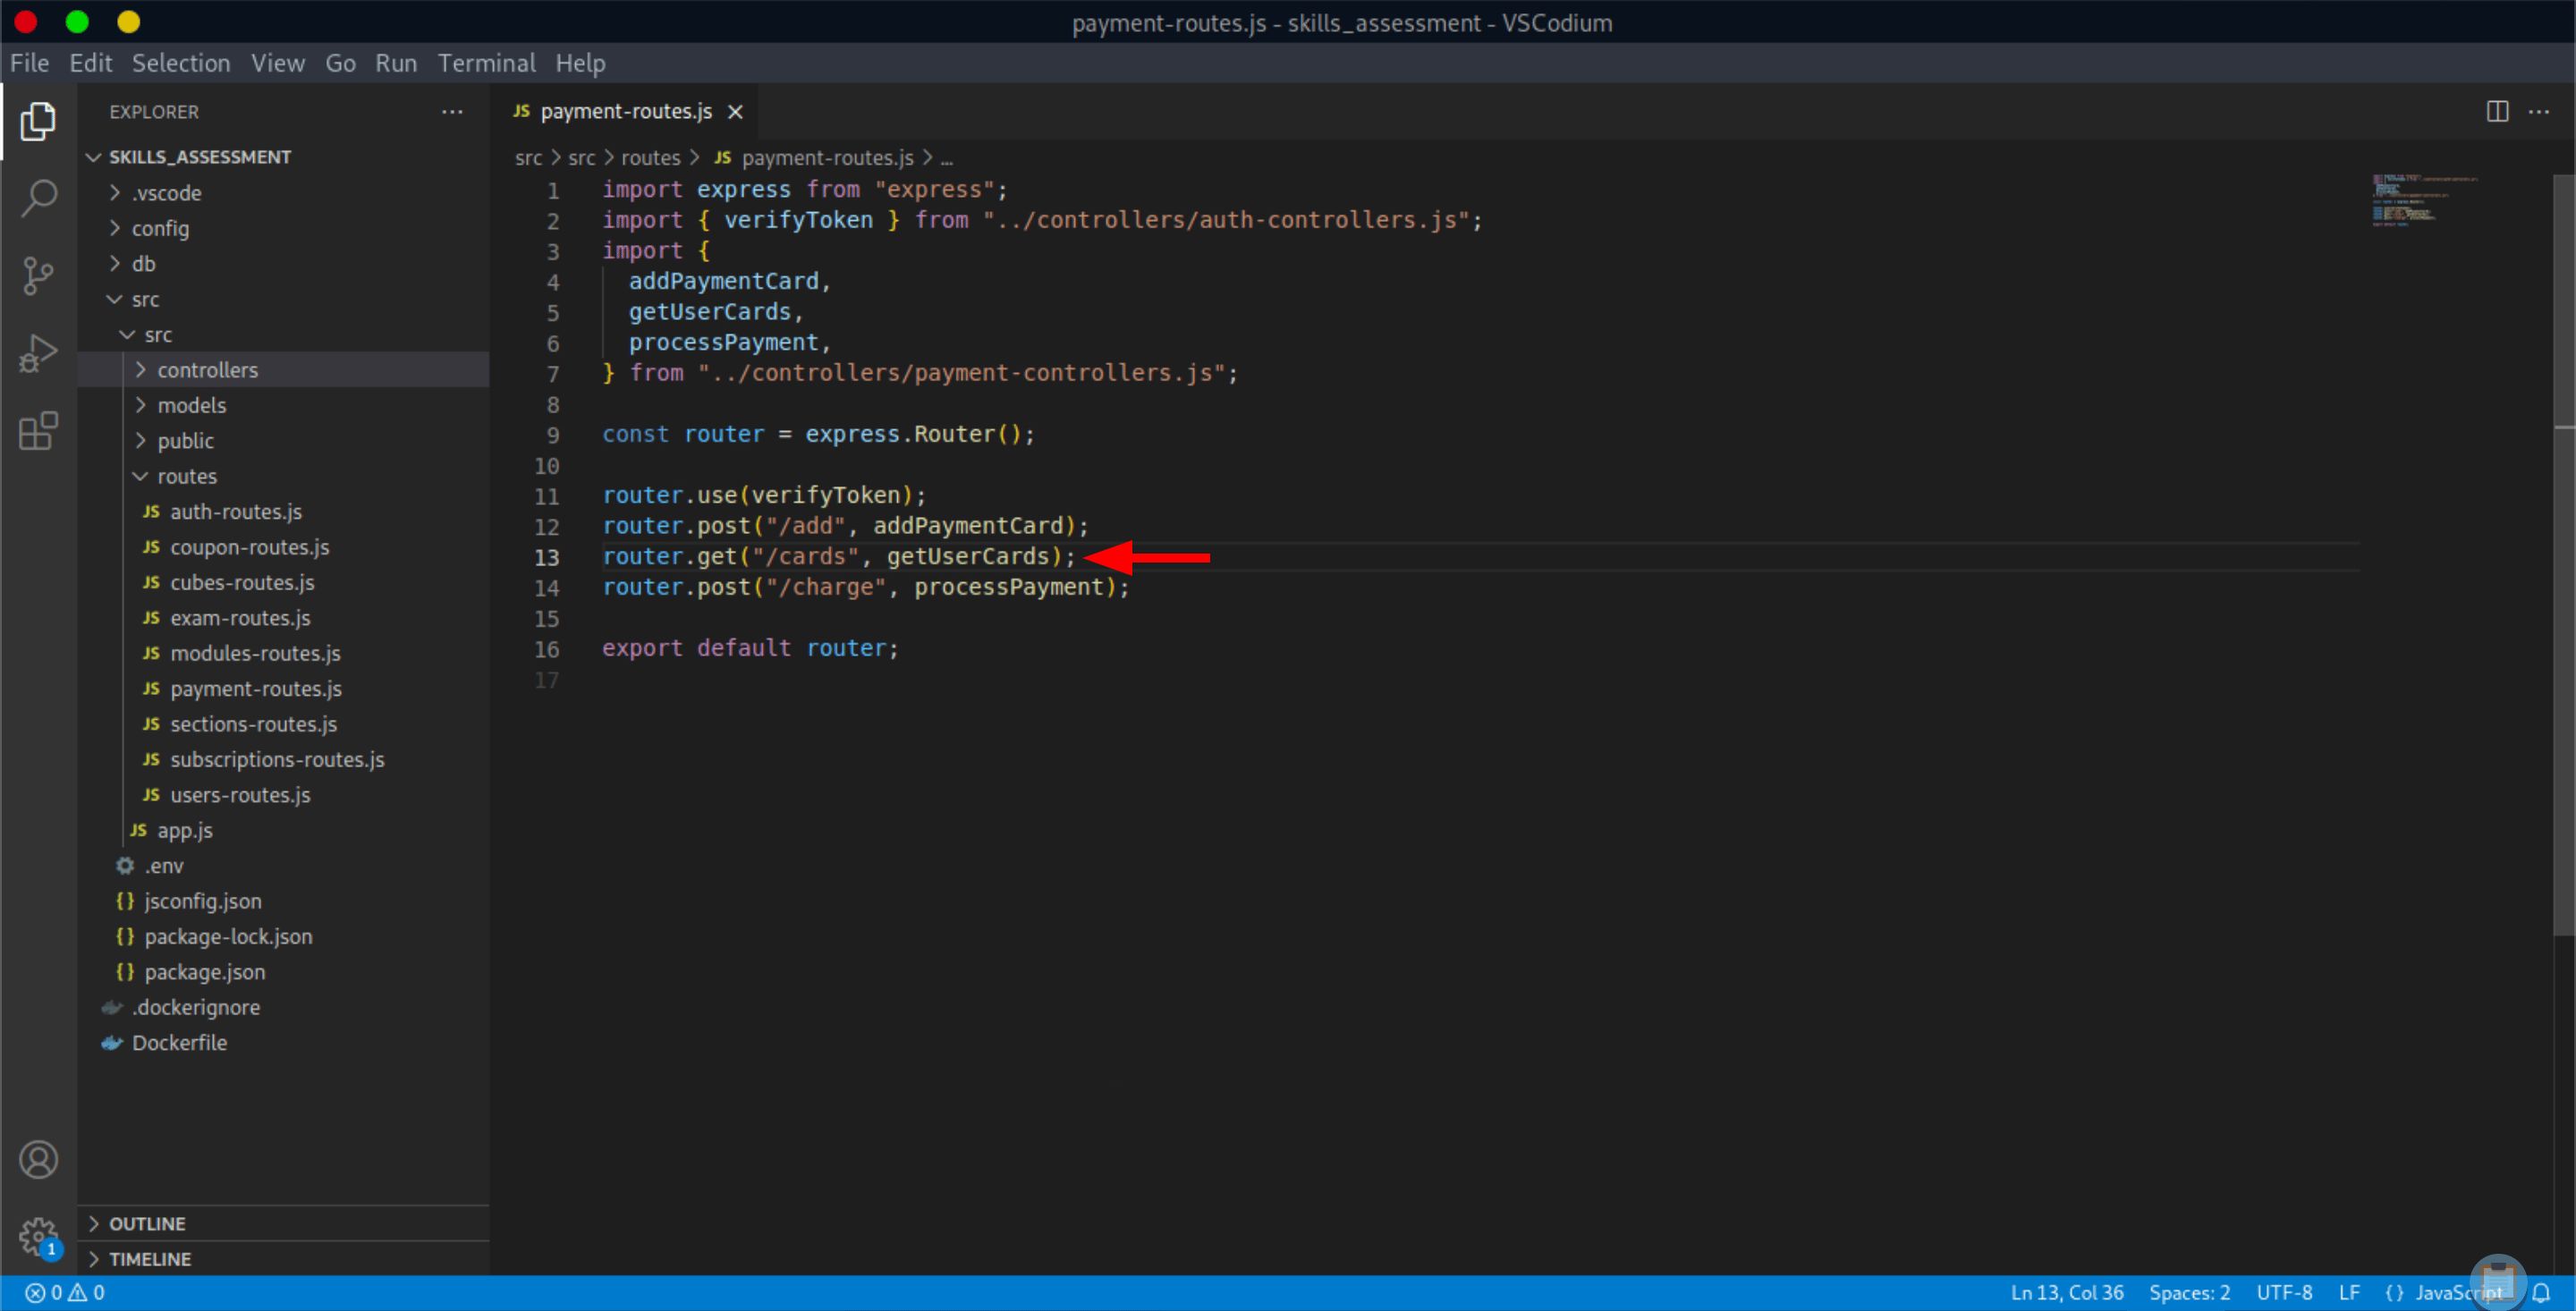 payment-routes.js - skills_assessment - VSCodium
File Edit Selection View Go Run Terminal Help
EXPLORER
SKILLS_ASSESSMENT
.vscode
config
db
src
src
controllers
models
public
routes
JS auth-routes.js
JS coupon-routes.js
JS cubes-routes.js
JS exam-routes.js
JS modules-routes.js
JS payment-routes.js
JS sections-routes.js
JS subscriptions-routes.js
JS users-routes.js
JS app.js
.env
{} jsconfig.json
{} package-lock.json
{} package.json
.dockerignore
Dockerfile
OUTLINE
TIMELINE
1
JS payment-routes.js
src > src > routes > JS payment-routes.js > ...
1 import express from "express";
2 import { verifyToken } from "../controllers/auth-controllers.js";
3 import {
4 addPaymentCard,
5 getUserCards,
6 processPayment,
7 } from "../controllers/payment-controllers.js";
8
9 const router = express.Router();
10
11 router.use(verifyToken);
12 router.post("/add", addPaymentCard);
13 router.get("/cards", getUserCards);
14 router.post("/charge", processPayment);
15
16 export default router;
17
0 0 Ln 13, Col 36 Spaces: 2 UTF-8 LF {} JavaScript